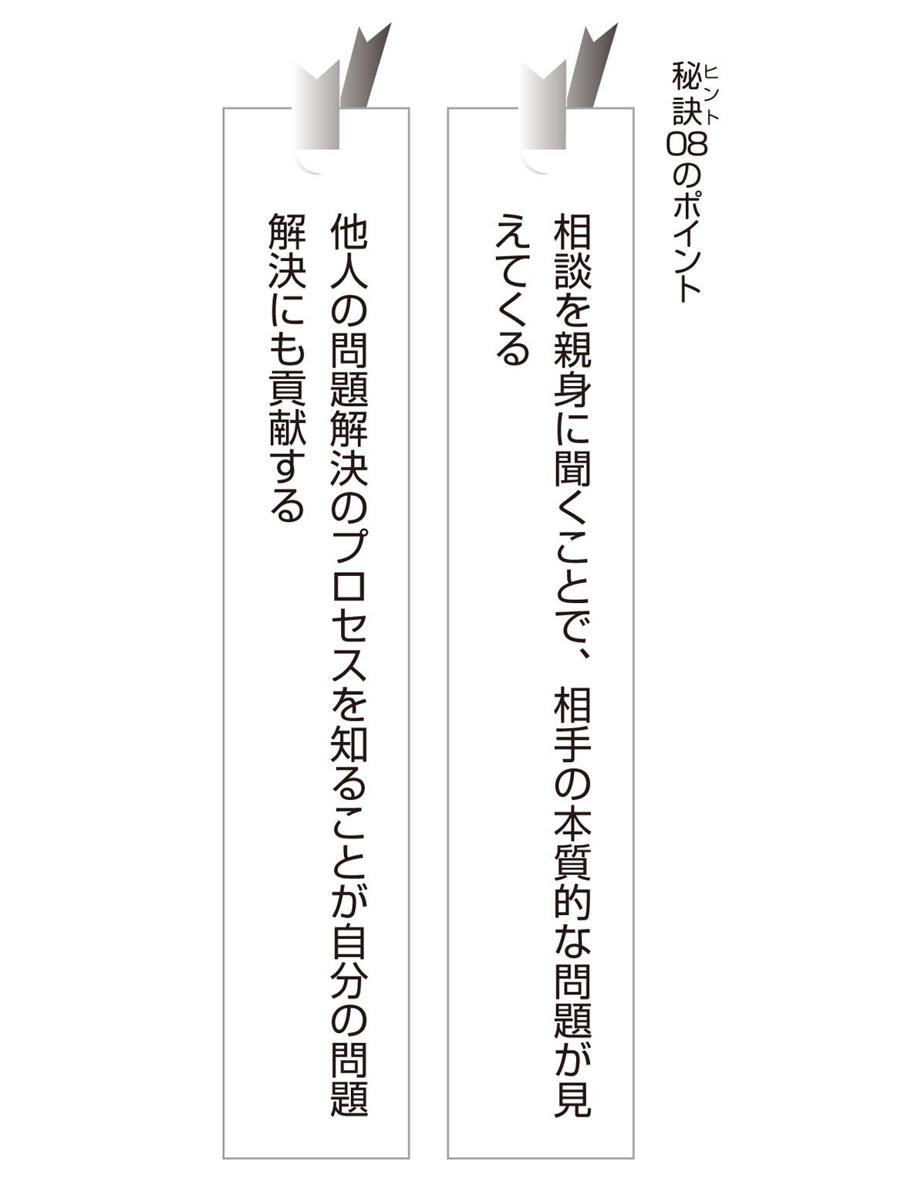 秘訣08のポイント
ヒント
相談を親身に聞くことで、相手の本質的な問題が見
えてくる
他人の問題解決のプロセスを知ることが自分の問題
解決にも貢献する